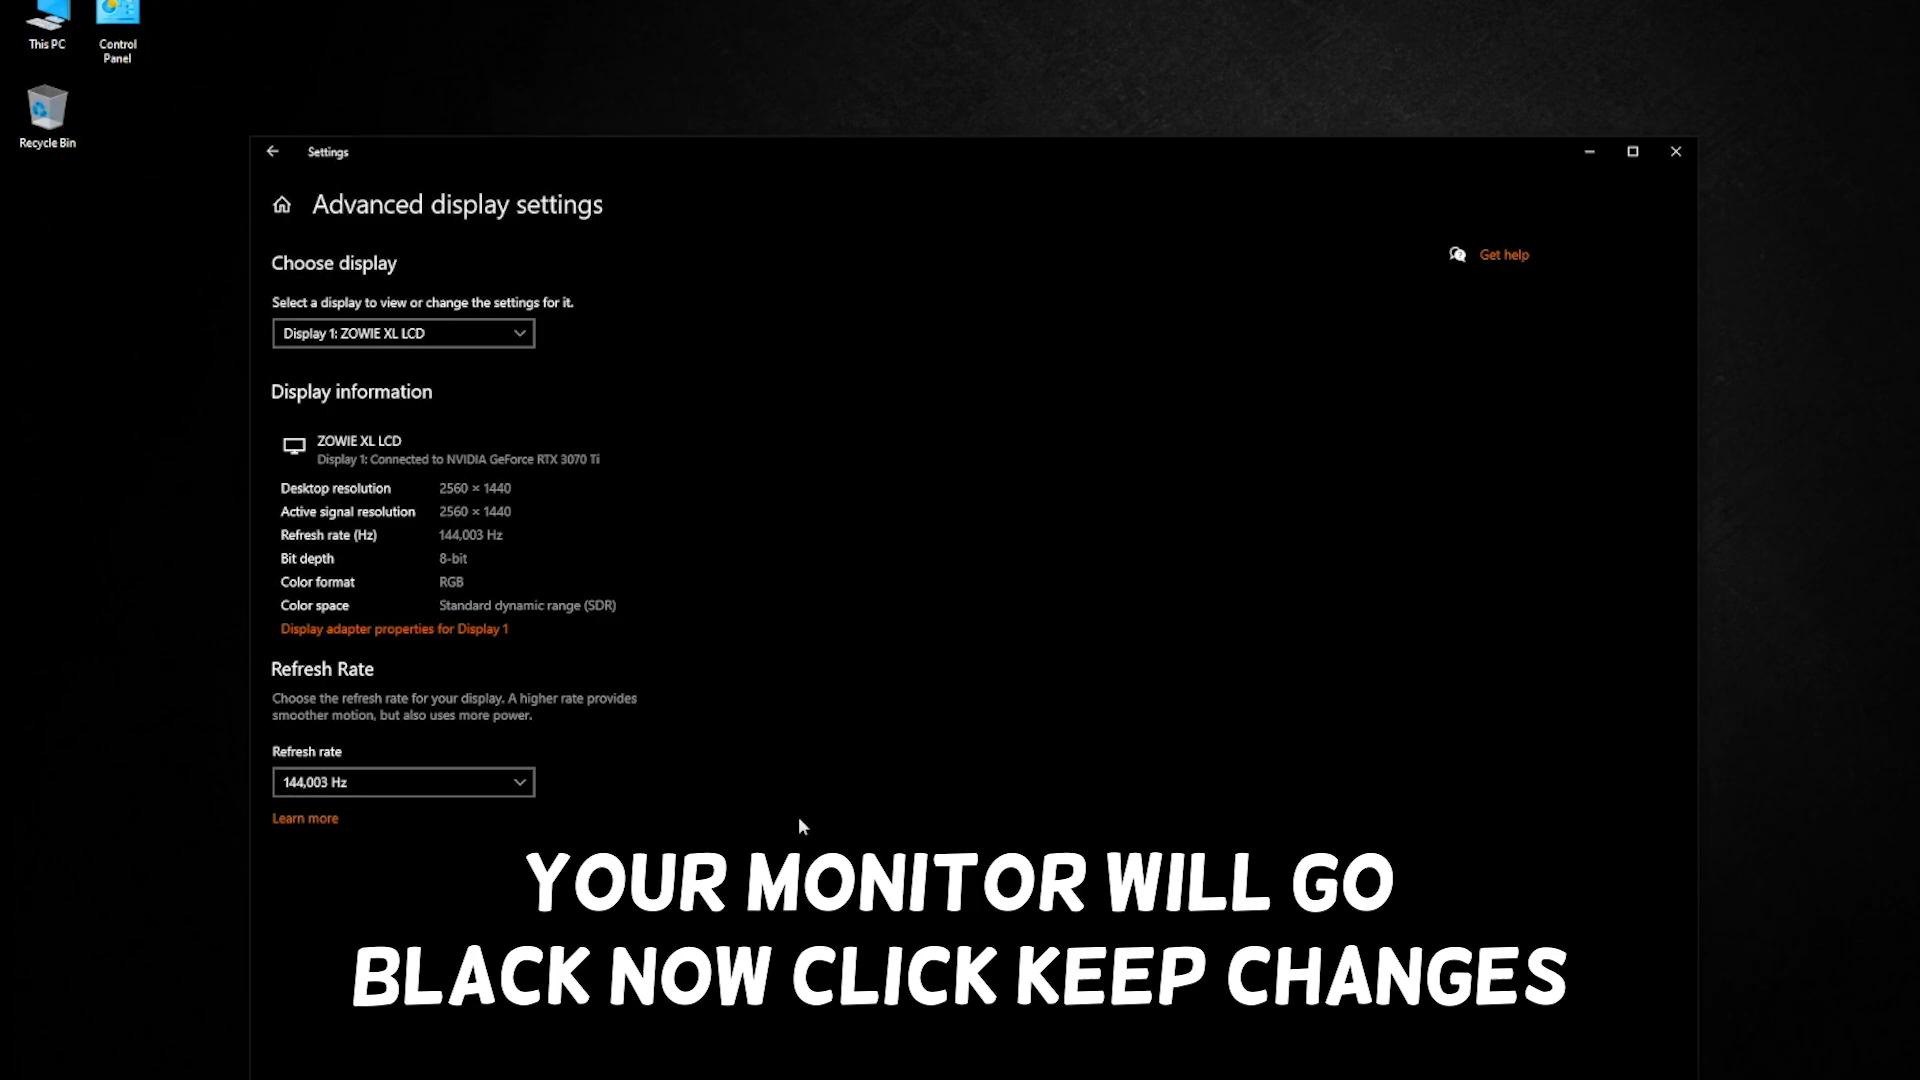 This PC
Control
Panel
Recycle Bin
Settings
Advanced display settings
Get help
Choose display
Select a display to view or change the settings for it.
Display 1: ZOWIE XL LCD
Display information
ZOWIE XL LCD
Display 1: Connected to NVIDIA GeForce RTX 3070 Ti
Desktop resolution 2560 × 1440
Active signal resolution 2560 × 1440
Refresh rate (Hz) 144,003 Hz
Bit depth 8-bit
Color format RGB
Color space Standard dynamic range (SDR)
Display adapter properties for Display 1
Refresh Rate
Choose the refresh rate for your display. A higher rate provides
smoother motion, but also uses more power.
Refresh rate
144,003 Hz
Learn more
YOUR MONITOR WILL GO
BLACK NOW CLICK KEEP CHANGES